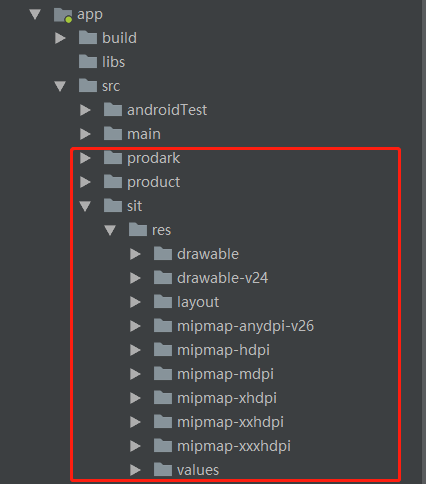 app
build
libs
src
androidTest
main
prodark
product
sit
res
drawable
drawable-v24
layout
mipmap-anydpi-v26
mipmap-hdpi
mipmap-mdpi
mipmap-xhdpi
mipmap-xxhdpi
mipmap-xxxhdpi
values